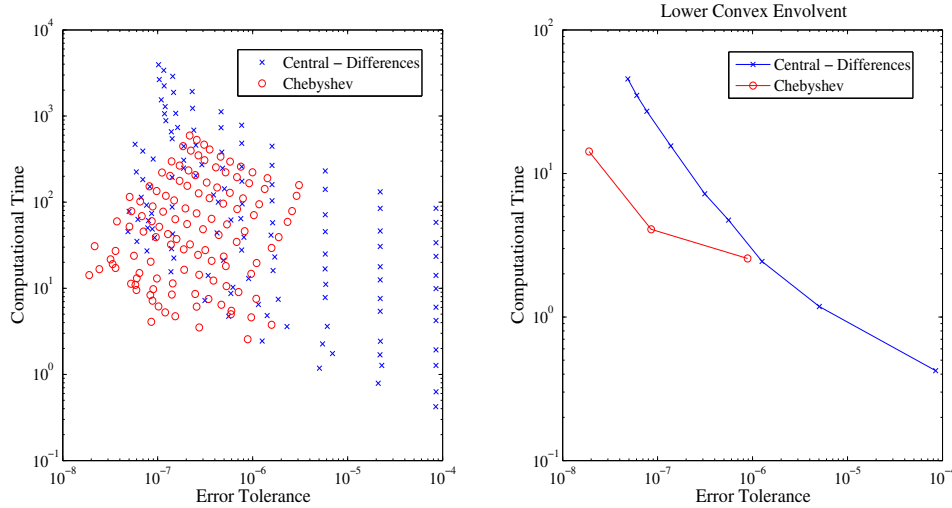 Lower Convex Envolvent
10^4
10^3
10^2
10^1
10^0
10^-1
Computational Time
Central – Differences
Chebyshev
10^-8
10^-7
10^-6
10^-5
10^-4
Error Tolerance
10^2
10^1
10^0
10^-1
Computational Time
Central – Differences
Chebyshev
10^-8
10^-7
10^-6
10^-5
10^-4
Error Tolerance